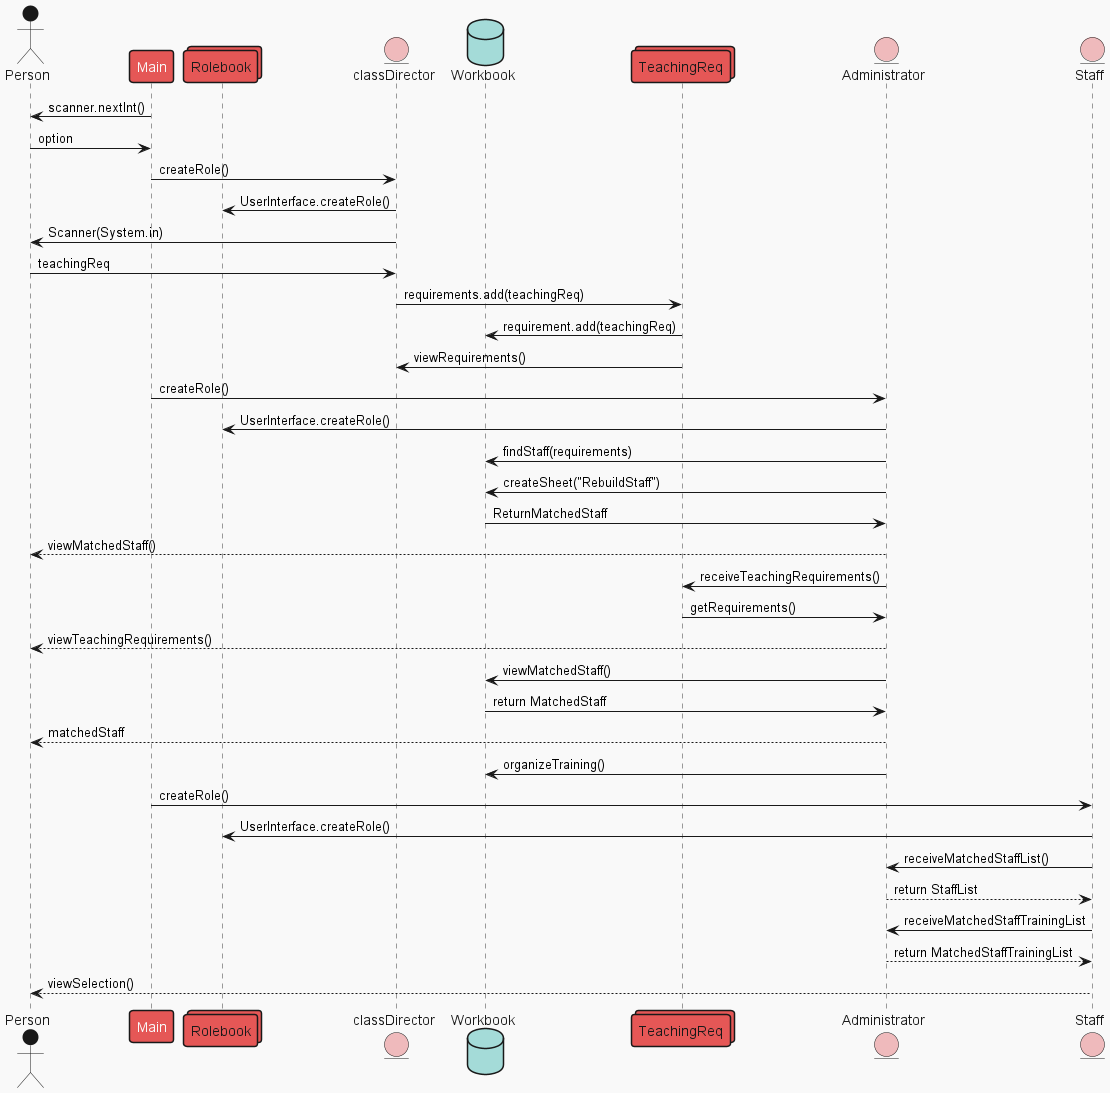 Person
Main
Rolebook
classDirector
Workbook
TeachingReq
Administrator
Staff
scanner.nextInt()
option
createRole()
UserInterface.createRole()
Scanner(System.in)
teachingReq
requirements.add(teachingReq)
requirement.add(teachingReq)
viewRequirements()
createRole()
UserInterface.createRole()
findStaff(requirements)
createSheet("RebuildStaff")
ReturnMatchedStaff
viewMatchedStaff()
receiveTeachingRequirements()
getRequirements()
viewTeachingRequirements()
viewMatchedStaff()
return MatchedStaff
matchedStaff
organizeTraining()
createRole()
UserInterface.createRole()
receiveMatchedStaffList()
return StaffList
receiveMatchedStaffTrainingList
return MatchedStaffTrainingList
viewSelection()
Person
Main
Rolebook
classDirector
Workbook
TeachingReq
Administrator
Staff